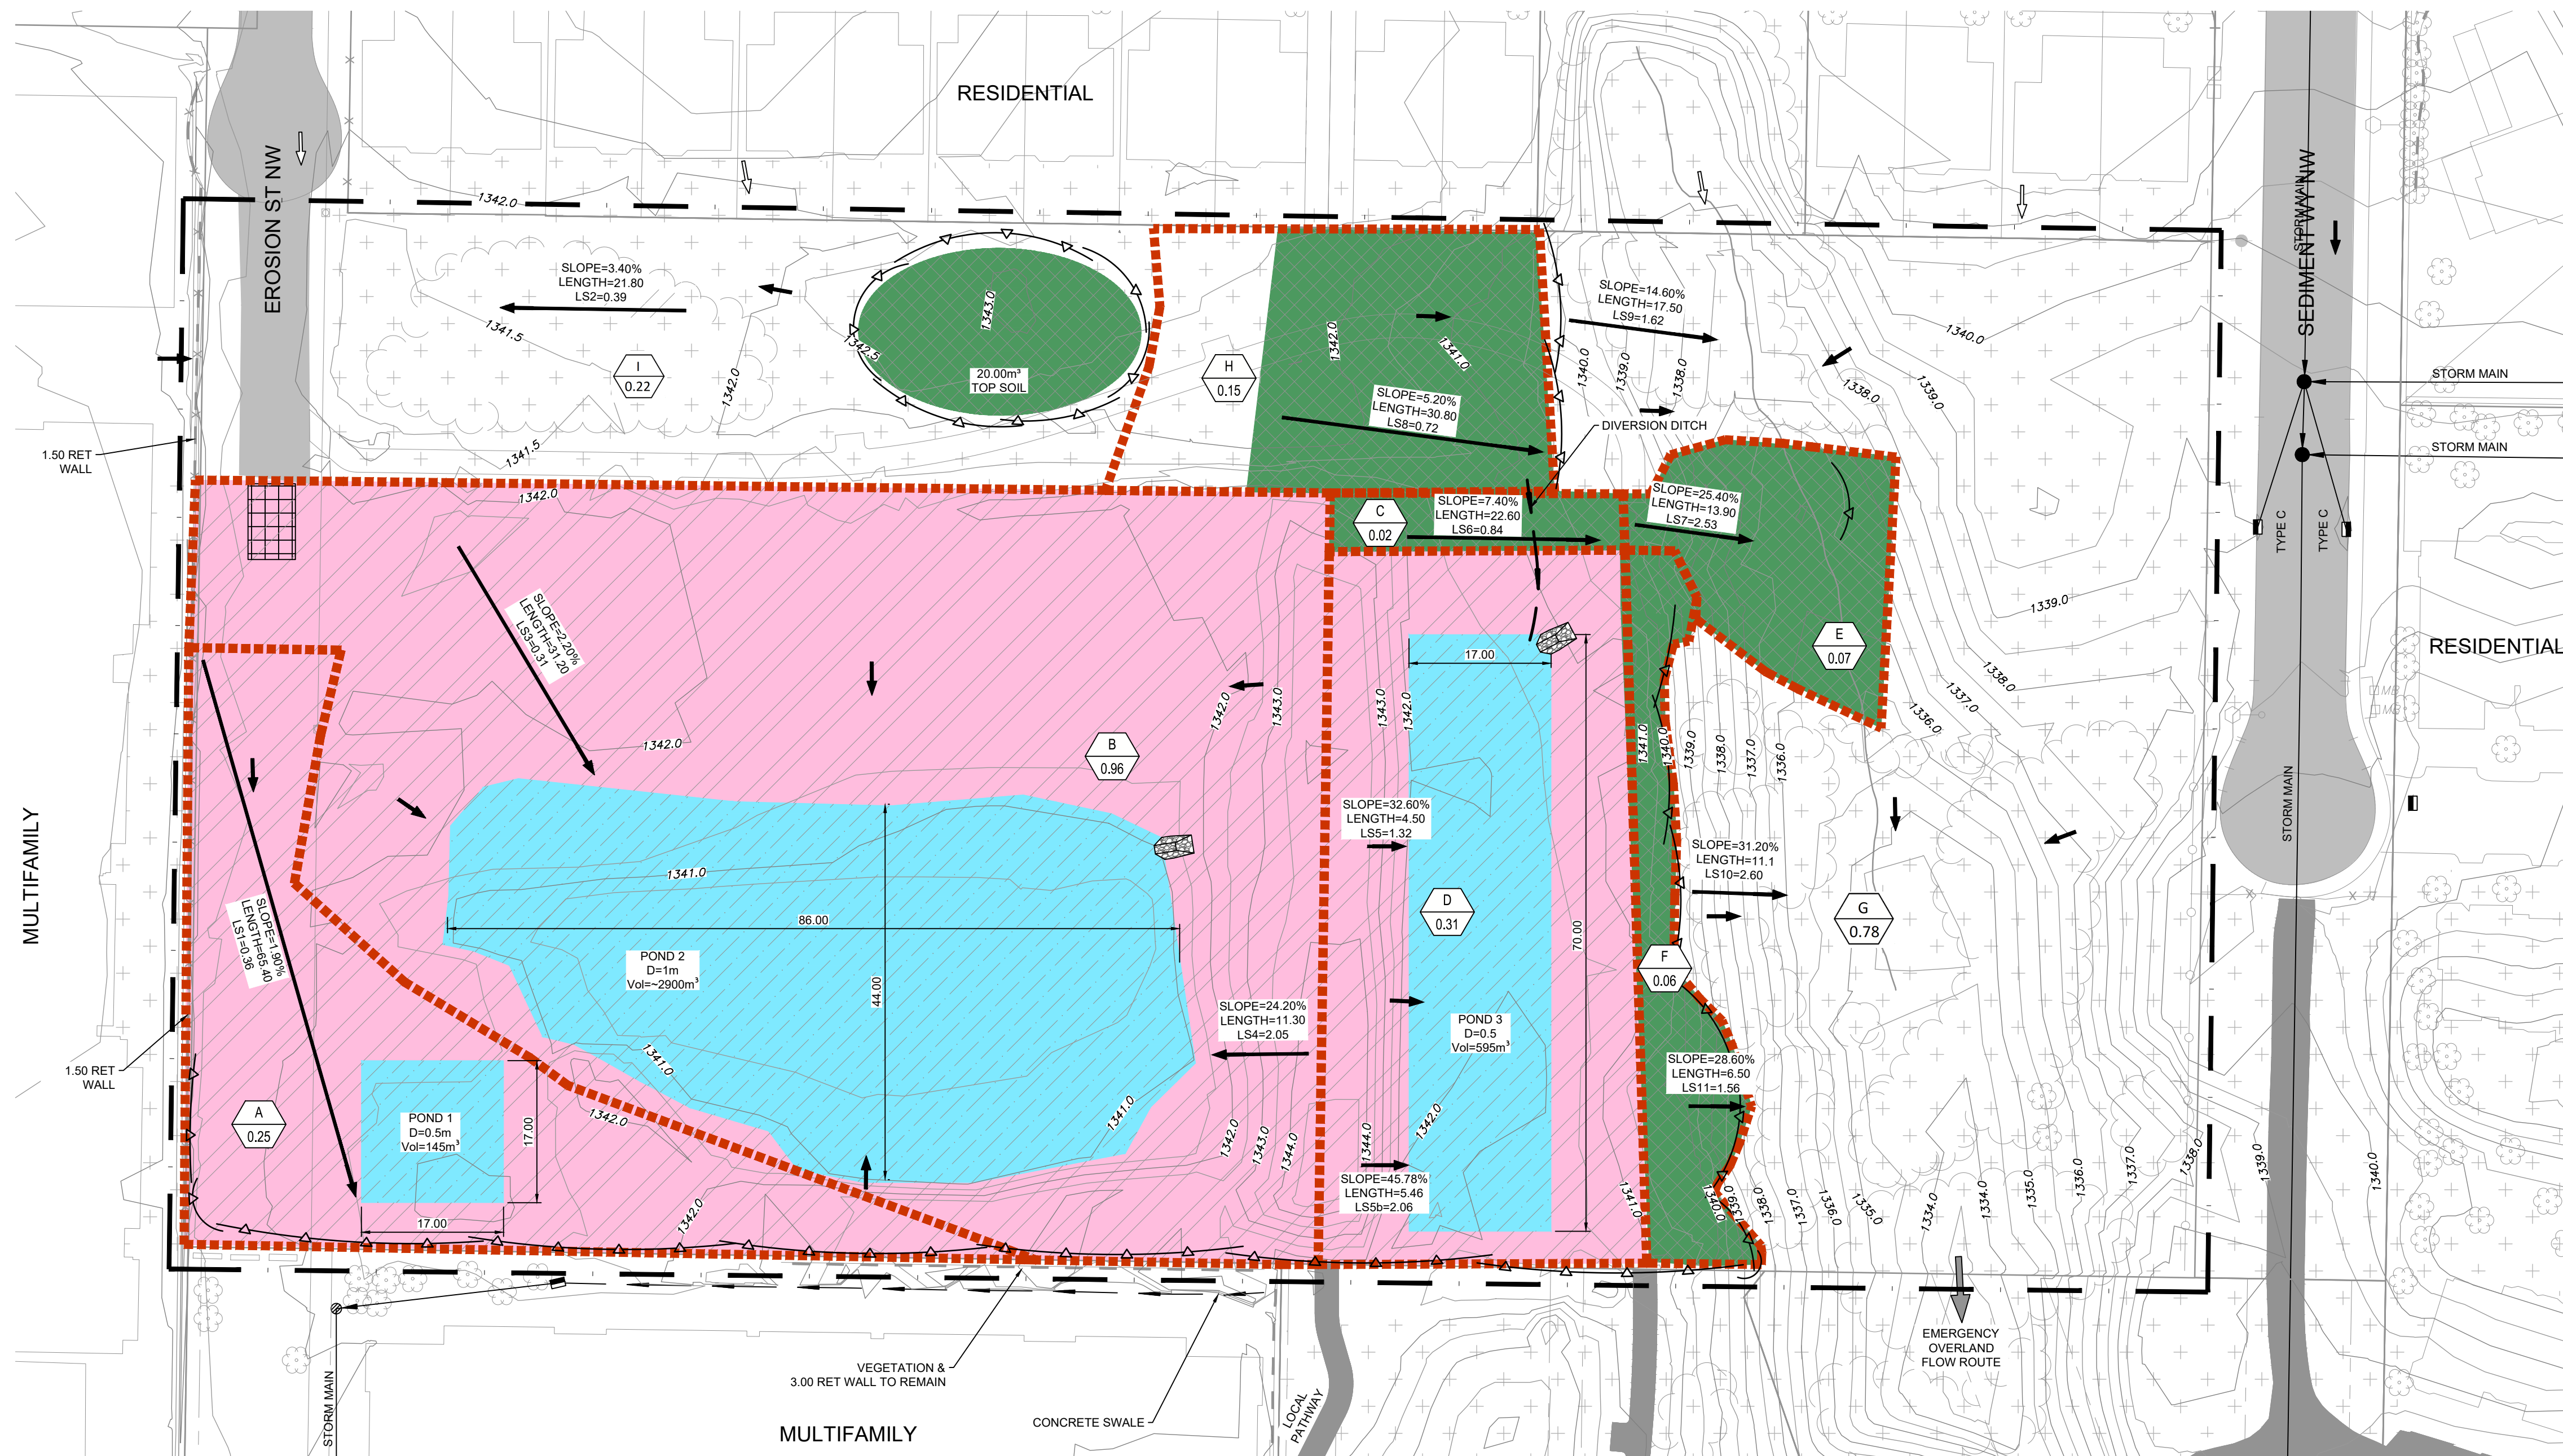 RESIDENTIAL
EROSION ST NW
SEDIMENT WY NW
STORM MAIN
1342.0
SLOPE=3.40%
LENGTH=21.80
LS2=0.39
1341.5
I
0.22
1342.0
1342.5
1343.0
20.00m³
TOP SOIL
H
0.15
1342.0
1341.0
SLOPE=5.20%
LENGTH=30.80
LS8=0.72
SLOPE=14.60%
LENGTH=17.50
LS9=1.62
1340.0
1339.0
1338.0
1338.0
1339.0
1340.0
STORM MAIN
STORM MAIN
DIVERSION DITCH
1.50 RET
WALL
1341.5
1342.0
C
0.02
SLOPE=7.40%
LENGTH=22.60
LS6=0.84
SLOPE=25.40%
LENGTH=13.90
LS7=2.53
TYPE C
TYPE C
SLOPE=2.20%
LENGTH=31.20
LS3=0.31
1339.0
E
0.07
RESIDENTIAL
17.00
1338.0
1337.0
1336.0
MB
MB
1342.0
1343.0
1343.0
1342.0
1342.0
B
0.96
1341.0
1340.0
1339.0
1338.0
1337.0
1336.0
STORM MAIN
MULTIFAMILY
SLOPE=32.60%
LENGTH=4.50
LS5=1.32
SLOPE=31.20%
LENGTH=11.1
LS10=2.60
1341.0
86.00
D
0.31
G
0.78
70.00
SLOPE=1.90%
LENGTH=65.40
LS1=0.36
POND 2
D=1m
Vol=~2900m³
44.00
F
0.06
SLOPE=24.20%
LENGTH=11.30
LS4=2.05
POND 3
D=0.5
Vol=595m³
1.50 RET
WALL
1341.0
SLOPE=28.60%
LENGTH=6.50
LS11=1.56
A
0.25
POND 1
D=0.5m
Vol=145m³
17.00
1342.0
1341.0
1342.0
1342.0
1343.0
1344.0
1344.0
SLOPE=45.78%
LENGTH=5.46
LS5b=2.06
17.00
1342.0
1341.0
1340.0
1339.0
1338.0
1337.0
1336.0
1335.0
1334.0
1334.0
1335.0
1336.0
1337.0
1338.0
1339.0
1340.0
VEGETATION &
3.00 RET WALL TO REMAIN
EMERGENCY
OVERLAND
FLOW ROUTE
STORM MAIN
MULTIFAMILY
CONCRETE SWALE
LOCAL
PATHWAY